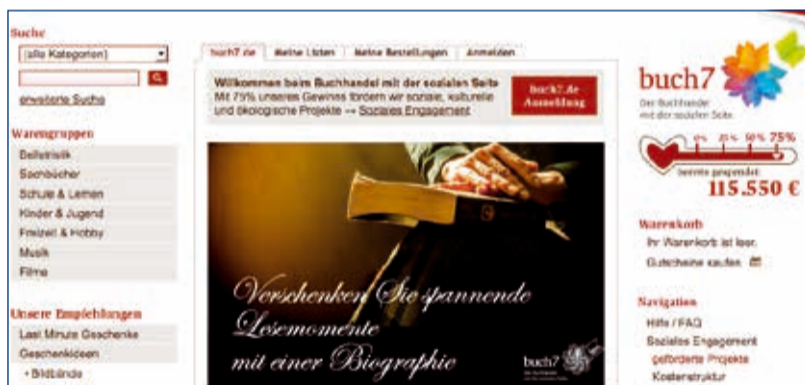 Suche
(alle Kategorien)
erweiterte Suche
Warengruppen
Belletristik
Sachbücher
Schule & Lernen
Kinder & Jugend
Freizeit & Hobby
Musik
Filme
Unsere Empfehlungen
Last Minute Geschenke
Geschenkideen
• Bildbände
buch7.de
Meine Listen
Meine Bestellungen
Anmelden
Willkommen beim Buchhandel mit der sozialen Seite
Mit 75% unseres Gewinns fördern wir soziale, kulturelle
und ökologische Projekte → Soziales Engagement
buch7.de
Anmeldung
Verschenken Sie spannende
Lesemomente
mit einer Biographie
buch7
buch7
Der Buchhandel
mit der sozialen Seite
0% 25% 50% 75%
bereits gespendet:
115.550 €
Warenkorb
Ihr Warenkorb ist leer.
Gutscheine kaufen
Navigation
Hilfe / FAQ
Soziales Engagement
geförderte Projekte
Kostenstruktur